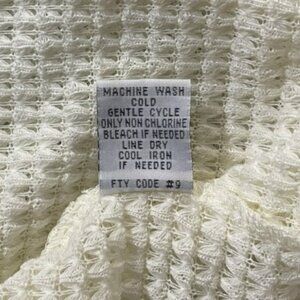 MACHINE WASH
COLD
GENTLE CYCLE
ONLY NON CHLORINE
BLEACH IF NEEDED
LINE DRY
COOL IRON
IF NEEDED
FTY CODE #9